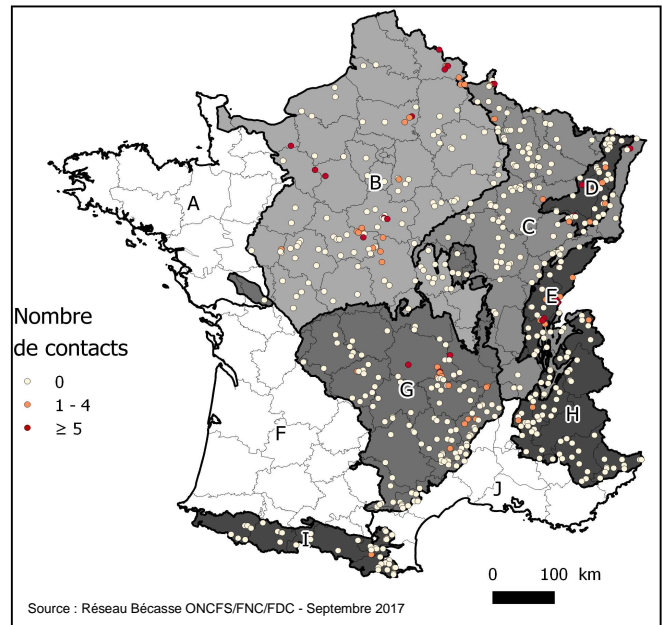 A
B
C
D
E
F
G
H
I
J
Nombre
de contacts
0
1 - 4
≥ 5
0 100 km
Source : Réseau Bécasse ONCFS/FNC/FDC - Septembre 2017